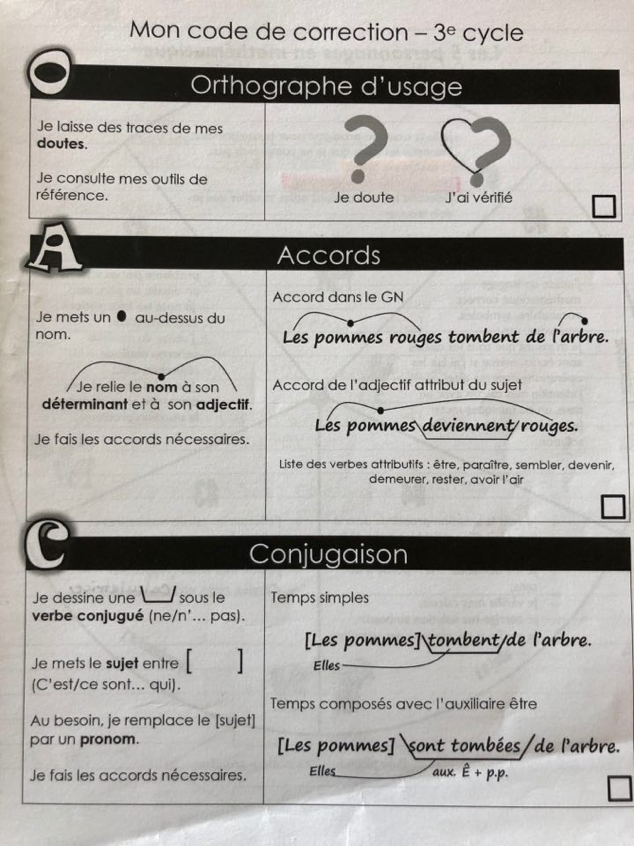 Mon code de correction – 3e cycle
O
Orthographe d'usage
Je laisse des traces de mes
doutes.
Je consulte mes outils de
référence.
? ?
Je doute J'ai vérifié
A
Accords
Je mets un ● au-dessus du
nom.
Je relie le nom à son
déterminant et à son adjectif.
Je fais les accords nécessaires.
Accord dans le GN
Les pommes rouges tombent de l'arbre.
Accord de l'adjectif attribut du sujet
Les pommes\deviennent/rouges.
Liste des verbes attributifs : être, paraître, sembler, devenir,
demeurer, rester, avoir l'air
C
Conjugaison
Je dessine une \__/ sous le
verbe conjugué (ne/n'... pas).
Je mets le sujet entre [ ]
(C'est/ce sont... qui).
Au besoin, je remplace le [sujet]
par un pronom.
Je fais les accords nécessaires.
Temps simples
[Les pommes]\tombent/de l'arbre.
Elles
Temps composés avec l'auxiliaire être
[Les pommes] \sont tombées/de l'arbre.
Elles aux. Ê + p.p.